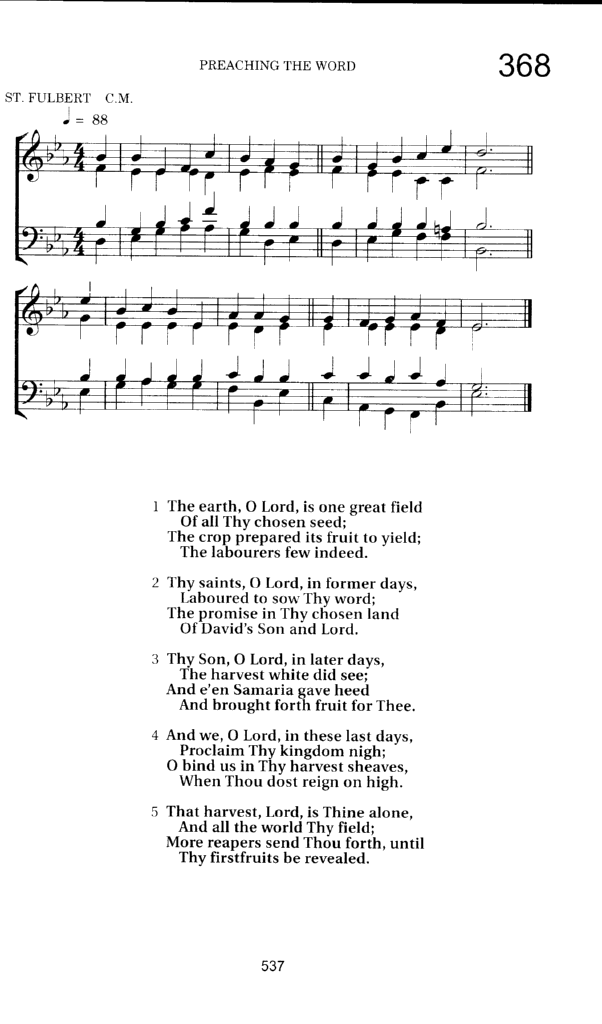 PREACHING THE WORD
368
ST. FULBERT C.M.
♩ = 88
1 The earth, O Lord, is one great field
Of all Thy chosen seed;
The crop prepared its fruit to yield;
The labourers few indeed.
2 Thy saints, O Lord, in former days,
Laboured to sow Thy word;
The promise in Thy chosen land
Of David's Son and Lord.
3 Thy Son, O Lord, in later days,
The harvest white did see;
And e'en Samaria gave heed
And brought forth fruit for Thee.
4 And we, O Lord, in these last days,
Proclaim Thy kingdom nigh;
O bind us in Thy harvest sheaves,
When Thou dost reign on high.
5 That harvest, Lord, is Thine alone,
And all the world Thy field;
More reapers send Thou forth, until
Thy firstfruits be revealed.
537